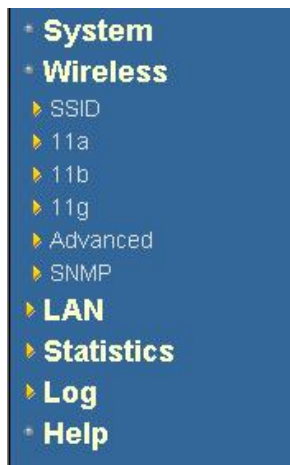 System
Wireless
SSID
11a
11b
11g
Advanced
SNMP
LAN
Statistics
Log
Help